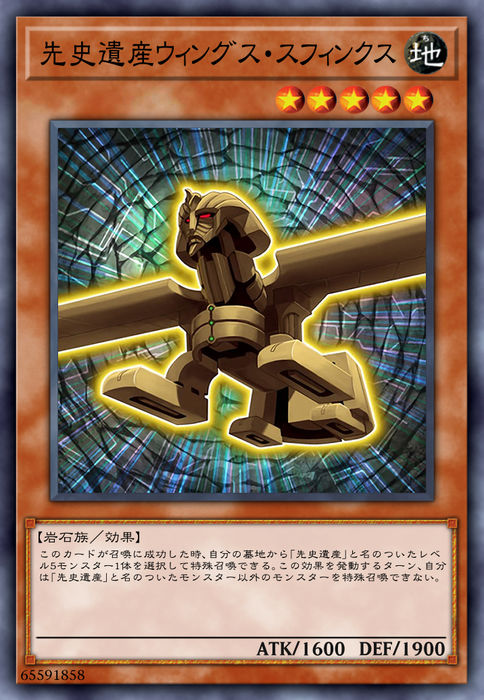 先史遺産ウィングス・スフィンクス
ち
地
【岩石族／効果】
このカードが召喚に成功した時、自分の墓地から「先史遺産」と名のついたレベ
ル5モンスター1体を選択して特殊召喚できる。この効果を発動するターン、自分
は「先史遺産」と名のついたモンスター以外のモンスターを特殊召喚できない。
ATK/1600 DEF/1900
65591858